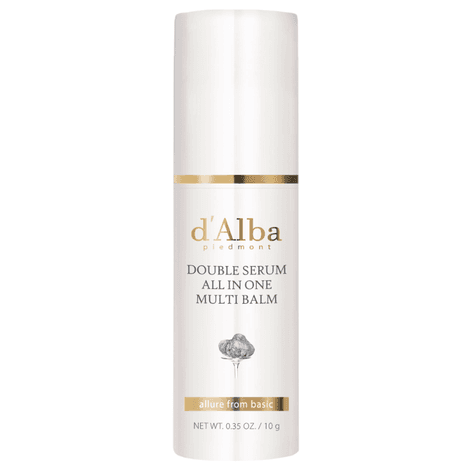 d'Alba
piedmont
DOUBLE SERUM
ALL IN ONE
MULTI BALM
allure from basic
NET WT. 0.35 OZ. / 10 g